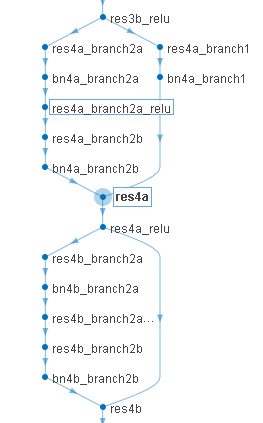 res3b_relu
res4a_branch2a
res4a_branch1
bn4a_branch2a
bn4a_branch1
res4a_branch2a_relu
res4a_branch2b
bn4a_branch2b
res4a
res4a_relu
res4b_branch2a
bn4b_branch2a
res4b_branch2a...
res4b_branch2b
bn4b_branch2b
res4b